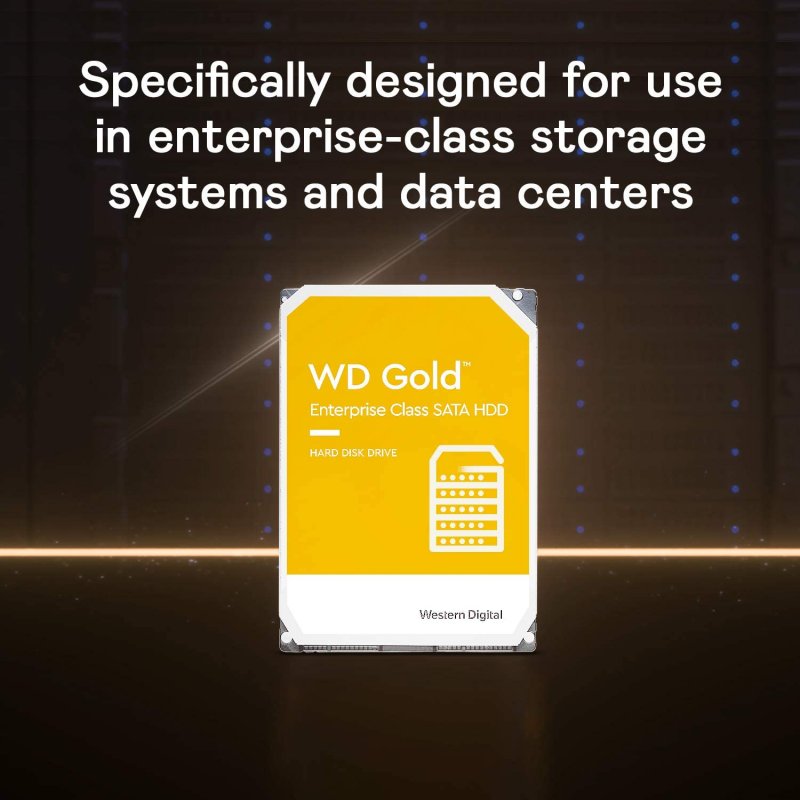 Specifically designed for use
in enterprise-class storage
systems and data centers
WD Gold™
Enterprise Class SATA HDD
HARD DISK DRIVE
Western Digital